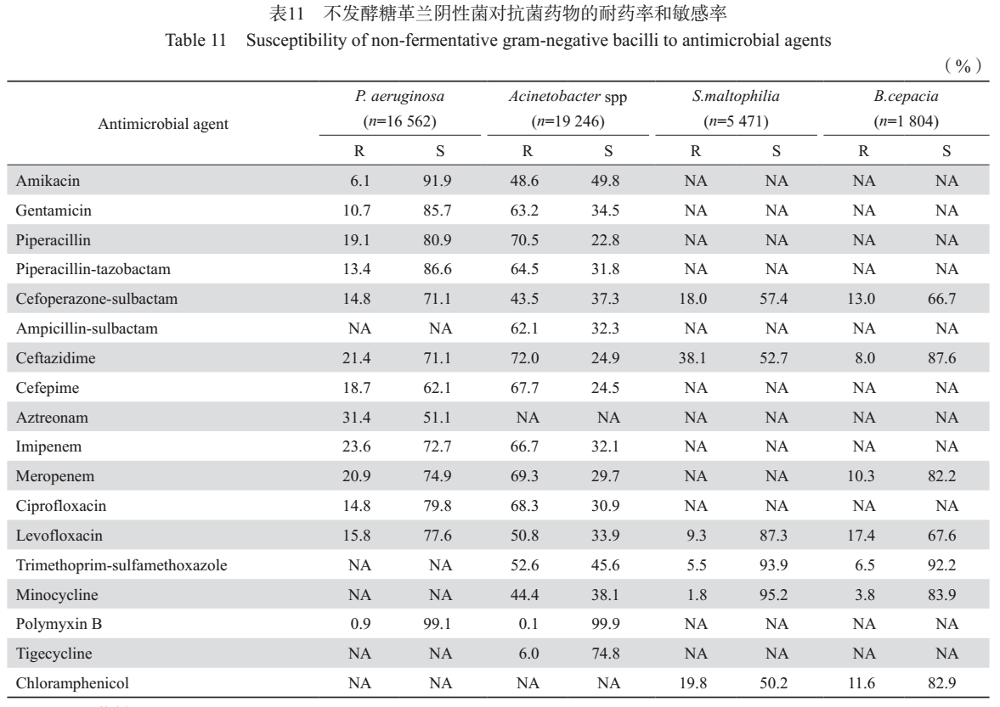 表11 不发酵糖革兰阴性菌对抗菌药物的耐药率和敏感率
Table 11 Susceptibility of non-fermentative gram-negative bacilli to antimicrobial agents
（%）
Antimicrobial agent P. aeruginosa (n=16 562) Acinetobacter spp (n=19 246) S.maltophilia (n=5 471) B.cepacia (n=1 804)
R S R S R S R S
Amikacin 6.1 91.9 48.6 49.8 NA NA NA NA
Gentamicin 10.7 85.7 63.2 34.5 NA NA NA NA
Piperacillin 19.1 80.9 70.5 22.8 NA NA NA NA
Piperacillin-tazobactam 13.4 86.6 64.5 31.8 NA NA NA NA
Cefoperazone-sulbactam 14.8 71.1 43.5 37.3 18.0 57.4 13.0 66.7
Ampicillin-sulbactam NA NA 62.1 32.3 NA NA NA NA
Ceftazidime 21.4 71.1 72.0 24.9 38.1 52.7 8.0 87.6
Cefepime 18.7 62.1 67.7 24.5 NA NA NA NA
Aztreonam 31.4 51.1 NA NA NA NA NA NA
Imipenem 23.6 72.7 66.7 32.1 NA NA NA NA
Meropenem 20.9 74.9 69.3 29.7 NA NA 10.3 82.2
Ciprofloxacin 14.8 79.8 68.3 30.9 NA NA NA NA
Levofloxacin 15.8 77.6 50.8 33.9 9.3 87.3 17.4 67.6
Trimethoprim-sulfamethoxazole NA NA 52.6 45.6 5.5 93.9 6.5 92.2
Minocycline NA NA 44.4 38.1 1.8 95.2 3.8 83.9
Polymyxin B 0.9 99.1 0.1 99.9 NA NA NA NA
Tigecycline NA NA 6.0 74.8 NA NA NA NA
Chloramphenicol NA NA NA NA 19.8 50.2 11.6 82.9